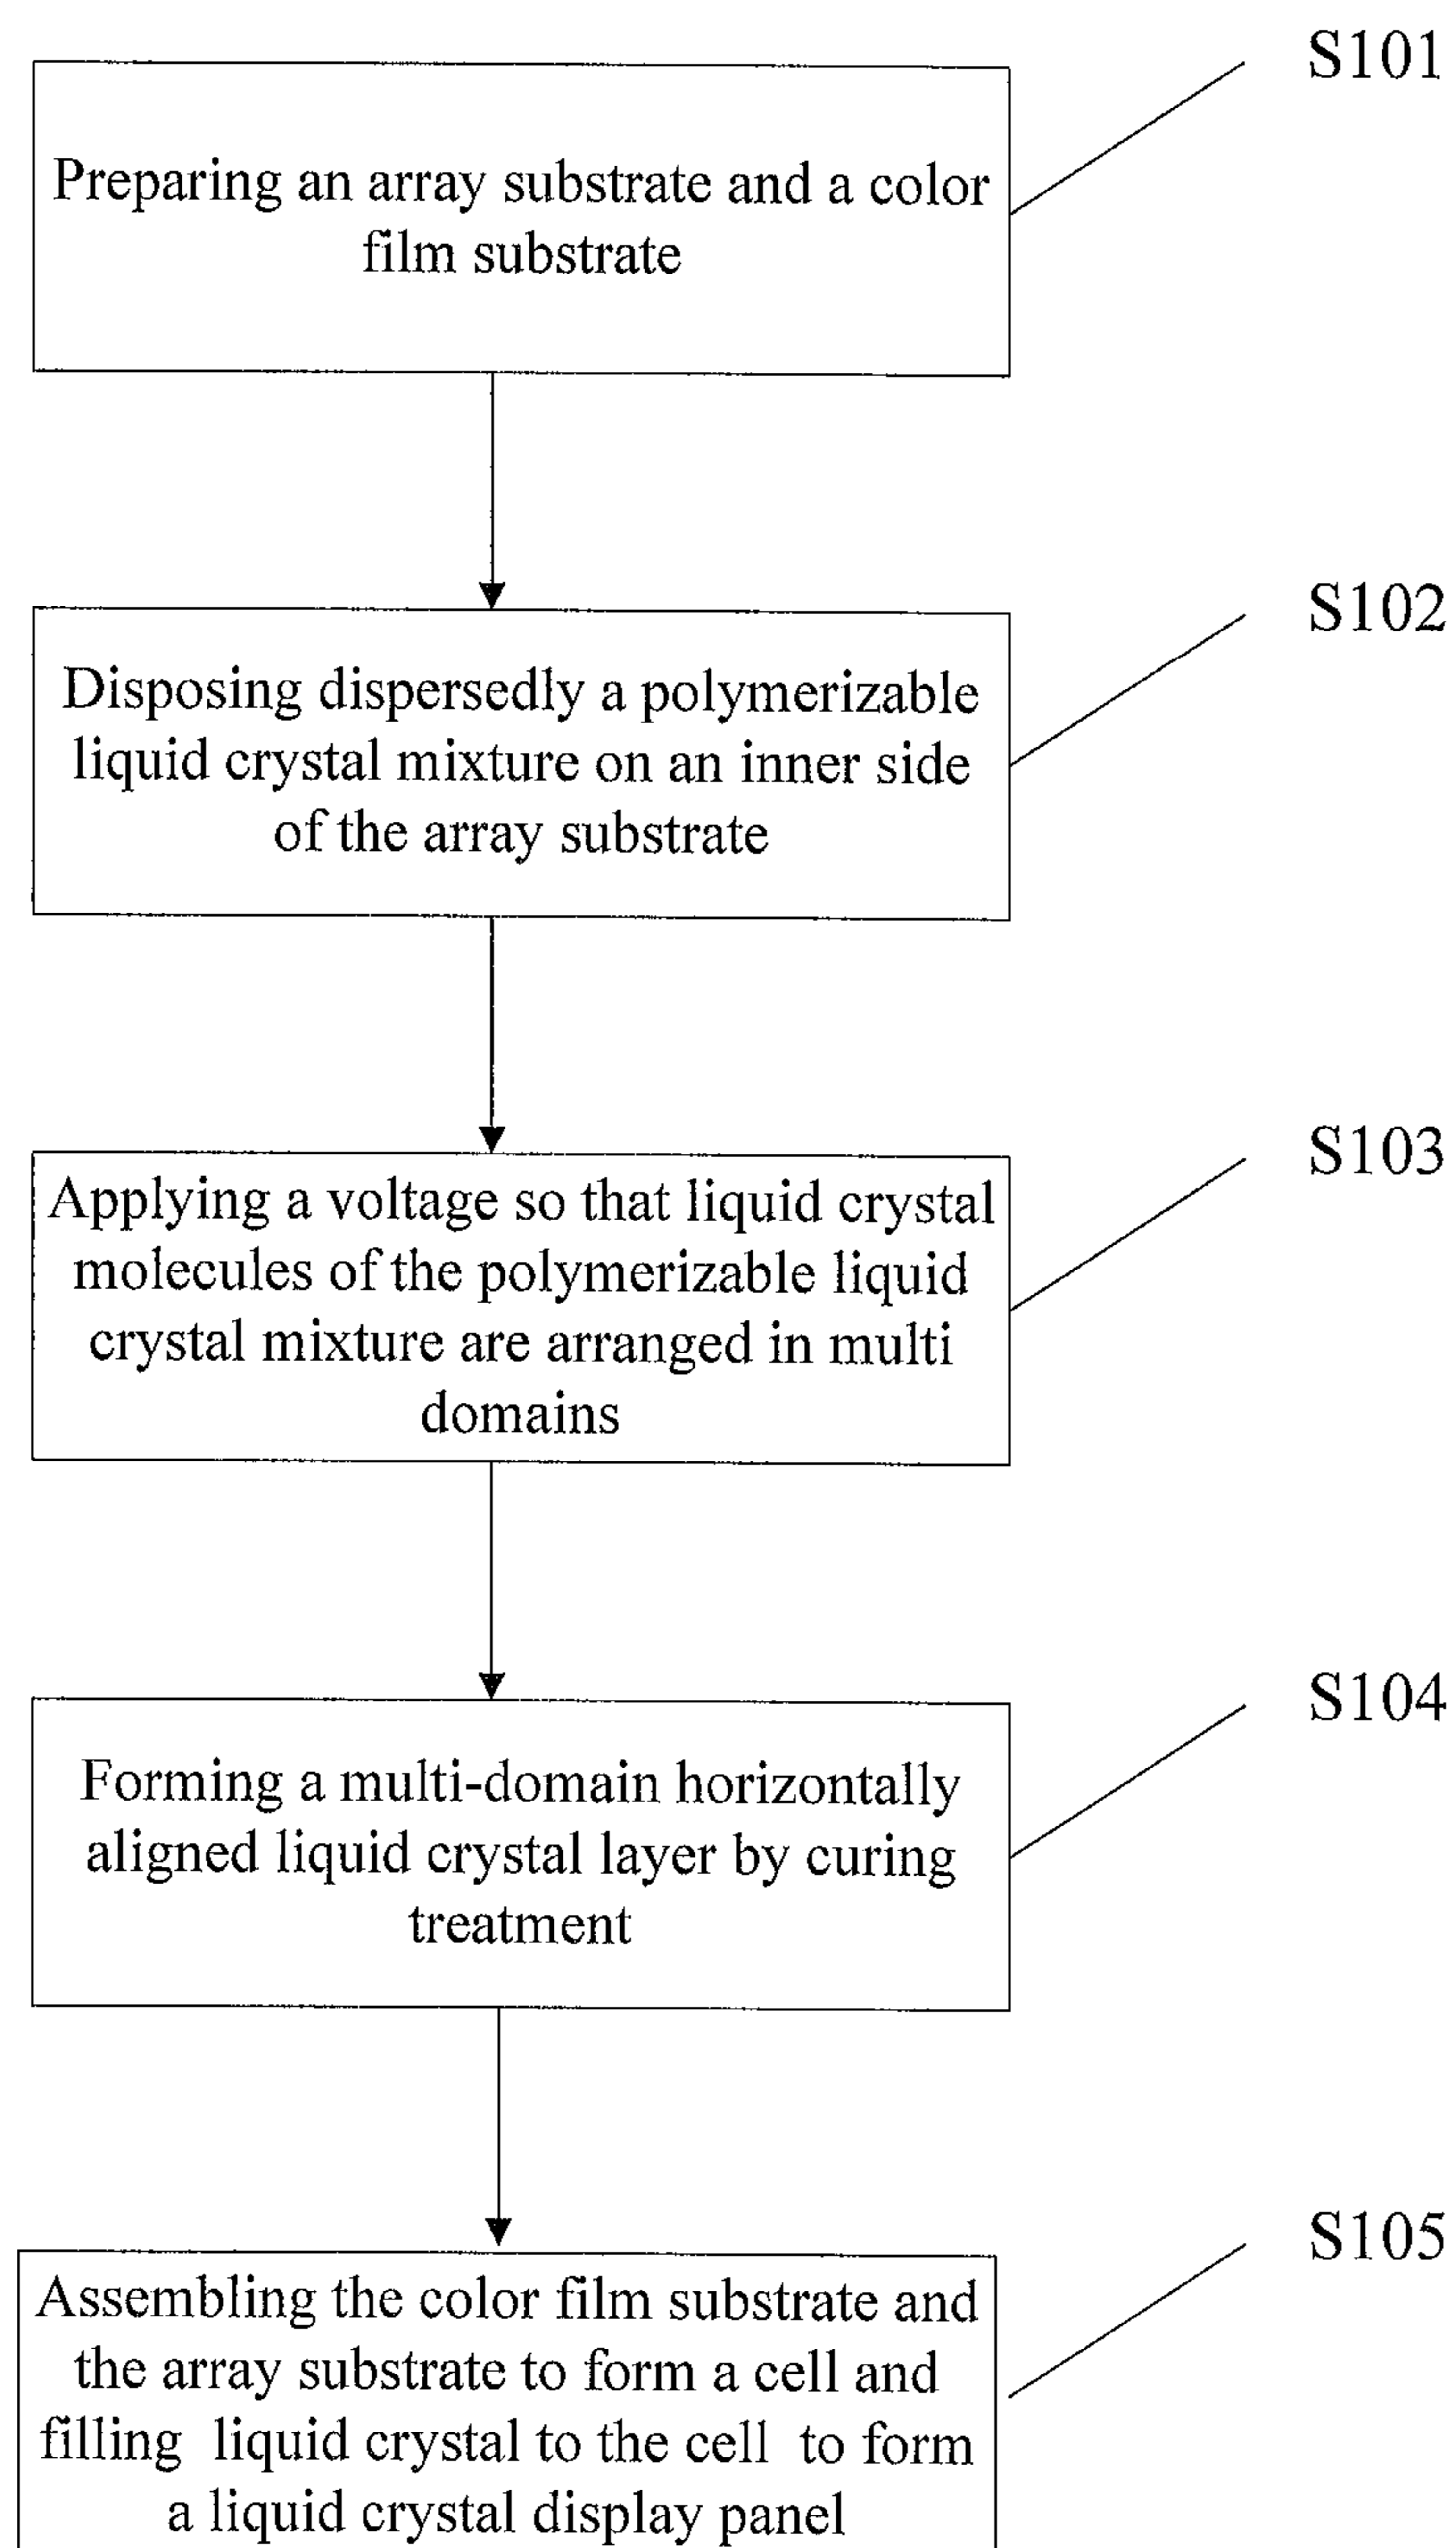 S101
Preparing an array substrate and a color
film substrate
S102
Disposing dispersedly a polymerizable
liquid crystal mixture on an inner side
of the array substrate
S103
Applying a voltage so that liquid crystal
molecules of the polymerizable liquid
crystal mixture are arranged in multi
domains
S104
Forming a multi-domain horizontally
aligned liquid crystal layer by curing
treatment
S105
Assembling the color film substrate and
the array substrate to form a cell and
filling liquid crystal to the cell to form
a liquid crystal display panel